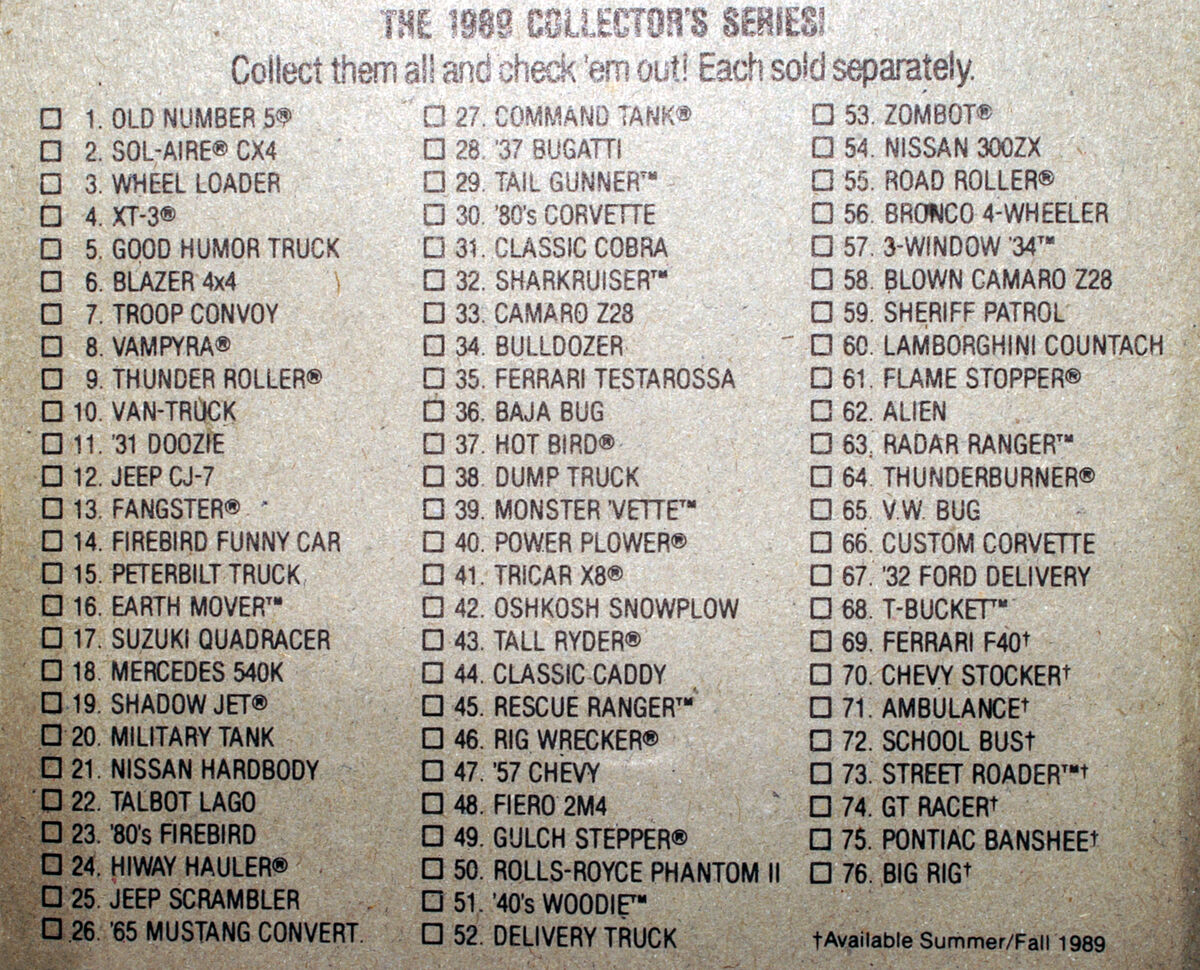 THE 1989 COLLECTOR'S SERIES!
Collect them all and check 'em out! Each sold separately.
1. OLD NUMBER 5®
2. SOL-AIRE® CX4
3. WHEEL LOADER
4. XT-3®
5. GOOD HUMOR TRUCK
6. BLAZER 4x4
7. TROOP CONVOY
8. VAMPYRA®
9. THUNDER ROLLER®
10. VAN-TRUCK
11. '31 DOOZIE
12. JEEP CJ-7
13. FANGSTER®
14. FIREBIRD FUNNY CAR
15. PETERBILT TRUCK
16. EARTH MOVER™
17. SUZUKI QUADRACER
18. MERCEDES 540K
19. SHADOW JET®
20. MILITARY TANK
21. NISSAN HARDBODY
22. TALBOT LAGO
23. '80's FIREBIRD
24. HIWAY HAULER®
25. JEEP SCRAMBLER
26. '65 MUSTANG CONVERT.
27. COMMAND TANK®
28. '37 BUGATTI
29. TAIL GUNNER™
30. '80's CORVETTE
31. CLASSIC COBRA
32. SHARKRUISER™
33. CAMARO Z28
34. BULLDOZER
35. FERRARI TESTAROSSA
36. BAJA BUG
37. HOT BIRD®
38. DUMP TRUCK
39. MONSTER 'VETTE™
40. POWER PLOWER®
41. TRICAR X8®
42. OSHKOSH SNOWPLOW
43. TALL RYDER®
44. CLASSIC CADDY
45. RESCUE RANGER™
46. RIG WRECKER®
47. '57 CHEVY
48. FIERO 2M4
49. GULCH STEPPER®
50. ROLLS-ROYCE PHANTOM II
51. '40's WOODIE™
52. DELIVERY TRUCK
53. ZOMBOT®
54. NISSAN 300ZX
55. ROAD ROLLER®
56. BRONCO 4-WHEELER
57. 3-WINDOW '34™
58. BLOWN CAMARO Z28
59. SHERIFF PATROL
60. LAMBORGHINI COUNTACH
61. FLAME STOPPER®
62. ALIEN
63. RADAR RANGER™
64. THUNDERBURNER®
65. V.W. BUG
66. CUSTOM CORVETTE
67. '32 FORD DELIVERY
68. T-BUCKET™
69. FERRARI F40†
70. CHEVY STOCKER†
71. AMBULANCE†
72. SCHOOL BUS†
73. STREET ROADER™†
74. GT RACER†
75. PONTIAC BANSHEE†
76. BIG RIG†
†Available Summer/Fall 1989